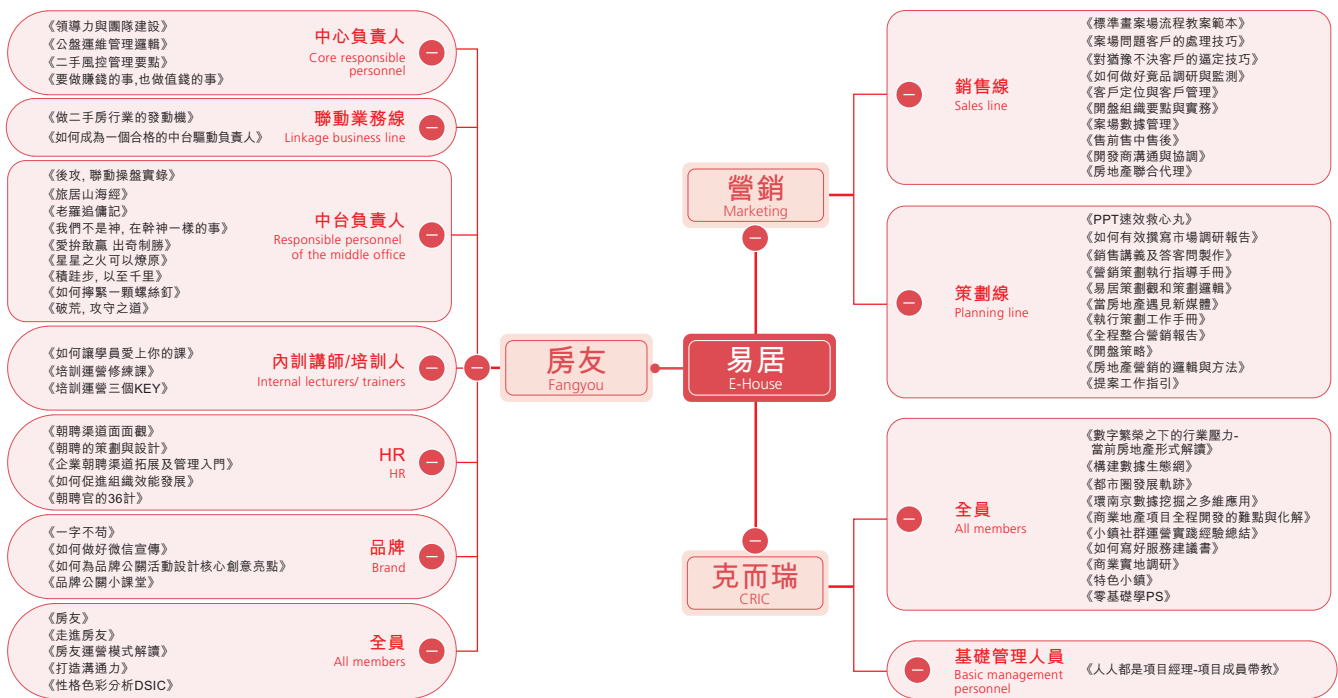 《領導力與團隊建設》
《公盤運維管理邏輯》
《二手風控管理要點》
《要做賺錢的事,也做值錢的事》
中心負責人
Core responsible
personnel
《做二手房行業的發動機》
《如何成為一個合格的中台驅動負責人》
聯動業務線
Linkage business line
《後攻, 聯動操盤實錄》
《旅居山海經》
《老羅追傭記》
《我們不是神, 在幹神一樣的事》
《愛拚敢贏 出奇制勝》
《星星之火可以燎原》
《積跬步, 以至千里》
《如何擰緊一顆螺絲釘》
《破荒, 攻守之道》
中台負責人
Responsible personnel
of the middle office
《如何讓學員愛上你的課》
《培訓運營修練課》
《培訓運營三個KEY》
內訓講師/培訓人
Internal lecturers/ trainers
《朝聘渠道面面觀》
《朝聘的策劃與設計》
《企業朝聘渠道拓展及管理入門》
《如何促進組織效能發展》
《朝聘官的36計》
HR
HR
《一字不苟》
《如何做好微信宣傳》
《如何為品牌公關活動設計核心創意亮點》
《品牌公關小課堂》
品牌
Brand
《房友》
《走進房友》
《房友運營模式解讀》
《打造溝通力》
《性格色彩分析DSIC》
全員
All members
房友
Fangyou
易居
E-House
營銷
Marketing
克而瑞
CRIC
銷售線
Sales line
《標準畫案場流程教案範本》
《案場問題客戶的處理技巧》
《對猶豫不決客戶的逼定技巧》
《如何做好竟品調研與監測》
《客戶定位與客戶管理》
《開盤組織要點與實務》
《案場數據管理》
《售前售中售後》
《開發商溝通與協調》
《房地產聯合代理》
策劃線
Planning line
《PPT速效救心丸》
《如何有效撰寫市場調研報告》
《銷售講義及答客問製作》
《營銷策劃執行指導手冊》
《易居策劃觀和策劃邏輯》
《當房地產遇見新媒體》
《執行策劃工作手冊》
《全程整合營銷報告》
《開盤策略》
《房地產營銷的邏輯與方法》
《提案工作指引》
全員
All members
《數字繁榮之下的行業壓力-
當前房地產形式解讀》
《構建數據生態網》
《都市圈發展軌跡》
《環南京數據挖掘之多維應用》
《商業地產項目全程開發的難點與化解》
《小鎮社群運營實踐經驗總結》
《如何寫好服務建議書》
《商業實地調研》
《特色小鎮》
《零基礎學PS》
基礎管理人員
Basic management
personnel
《人人都是項目經理-項目成員帶教》